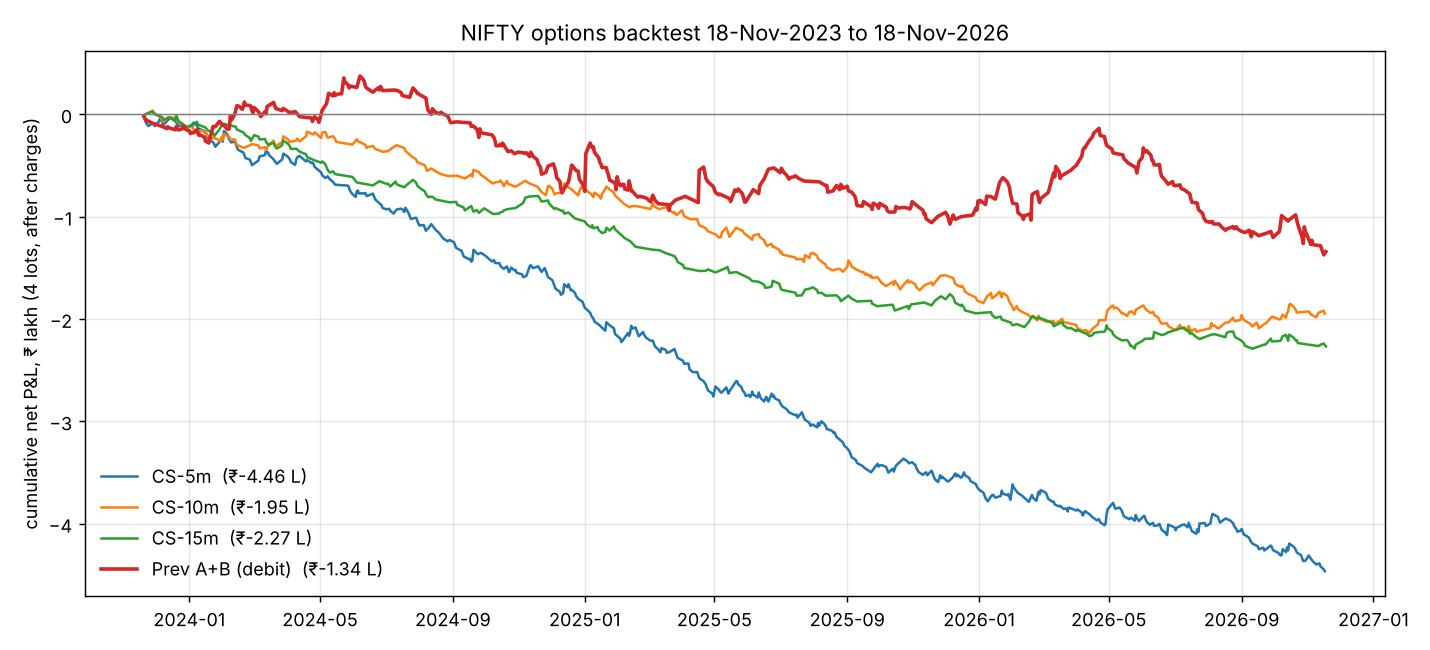 NIFTY options backtest 18-Nov-2023 to 18-Nov-2026
cumulative net P&L, ₹ lakh (4 lots, after charges)
0
−1
−2
−3
−4
CS-5m (₹-4.46 L)
CS-10m (₹-1.95 L)
CS-15m (₹-2.27 L)
Prev A+B (debit) (₹-1.34 L)
2024-01 2024-05 2024-09 2025-01 2025-05 2025-09 2026-01 2026-05 2026-09 2027-01